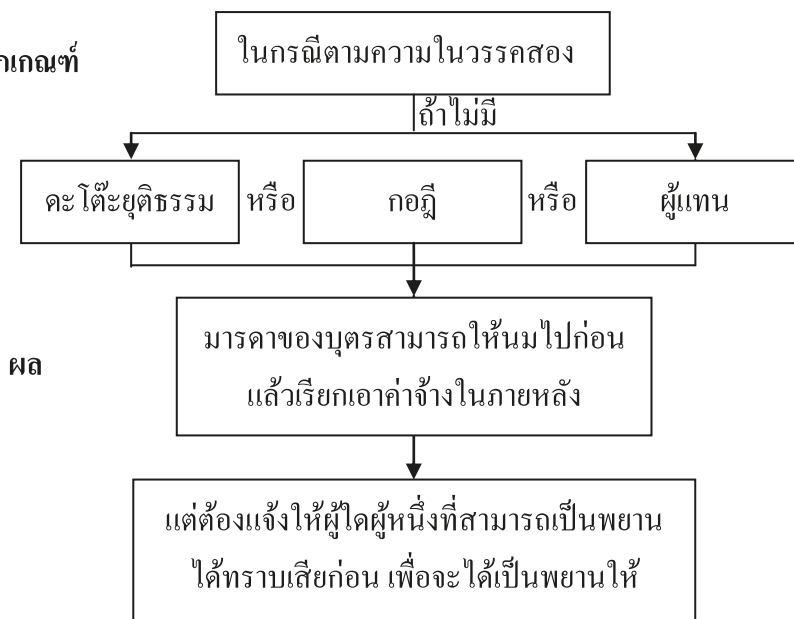 ในกรณีตามความในวรรคสอง
ถ้าไม่มี
ดะโต๊ะยุติธรรม หรือ กอฎี หรือ ผู้แทน
ผล
มารดาของบุตรสามารถให้นมไปก่อน
แล้วเรียกเอาค่าจ้างในภายหลัง
แต่ต้องแจ้งให้ผู้ใดผู้หนึ่งที่สามารถเป็นพยาน
ได้ทราบเสียก่อน เพื่อจะได้เป็นพยานให้